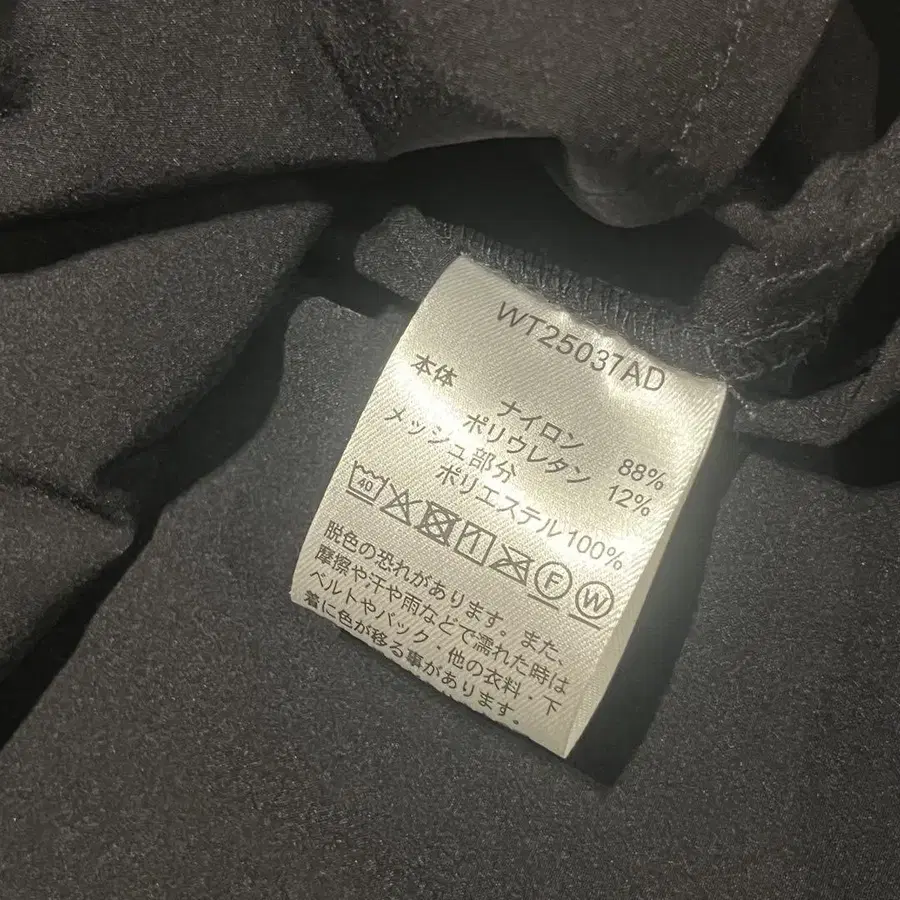 WT25037AD
本体
ナイロン 88%
ポリウレタン 12%
メッシュ部分
ポリエステル 100%
40 F W
脱色の恐れがあります。また、
摩擦や汗や雨などで濡れた時は
ベルトやバック・他の衣料・下
着に色が移る事があります。